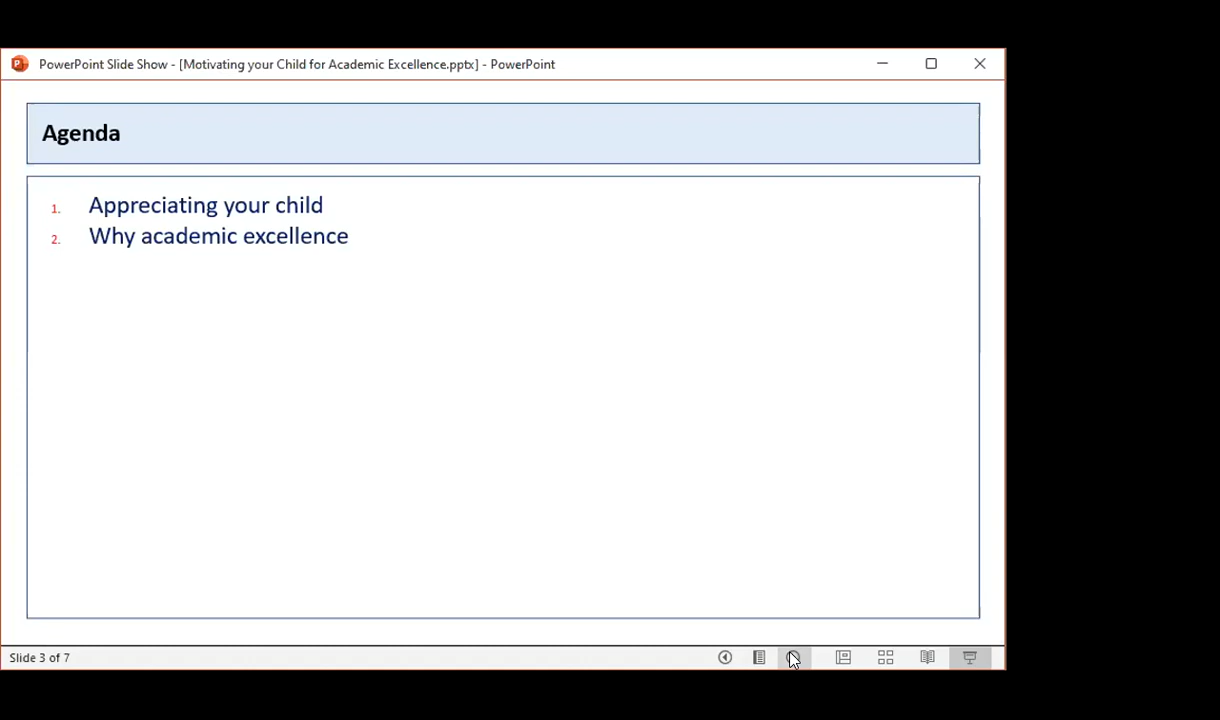 PowerPoint Slide Show - [Motivating your Child for Academic Excellence.pptx] - PowerPoint
Agenda
1. Appreciating your child
2. Why academic excellence
Slide 3 of 7